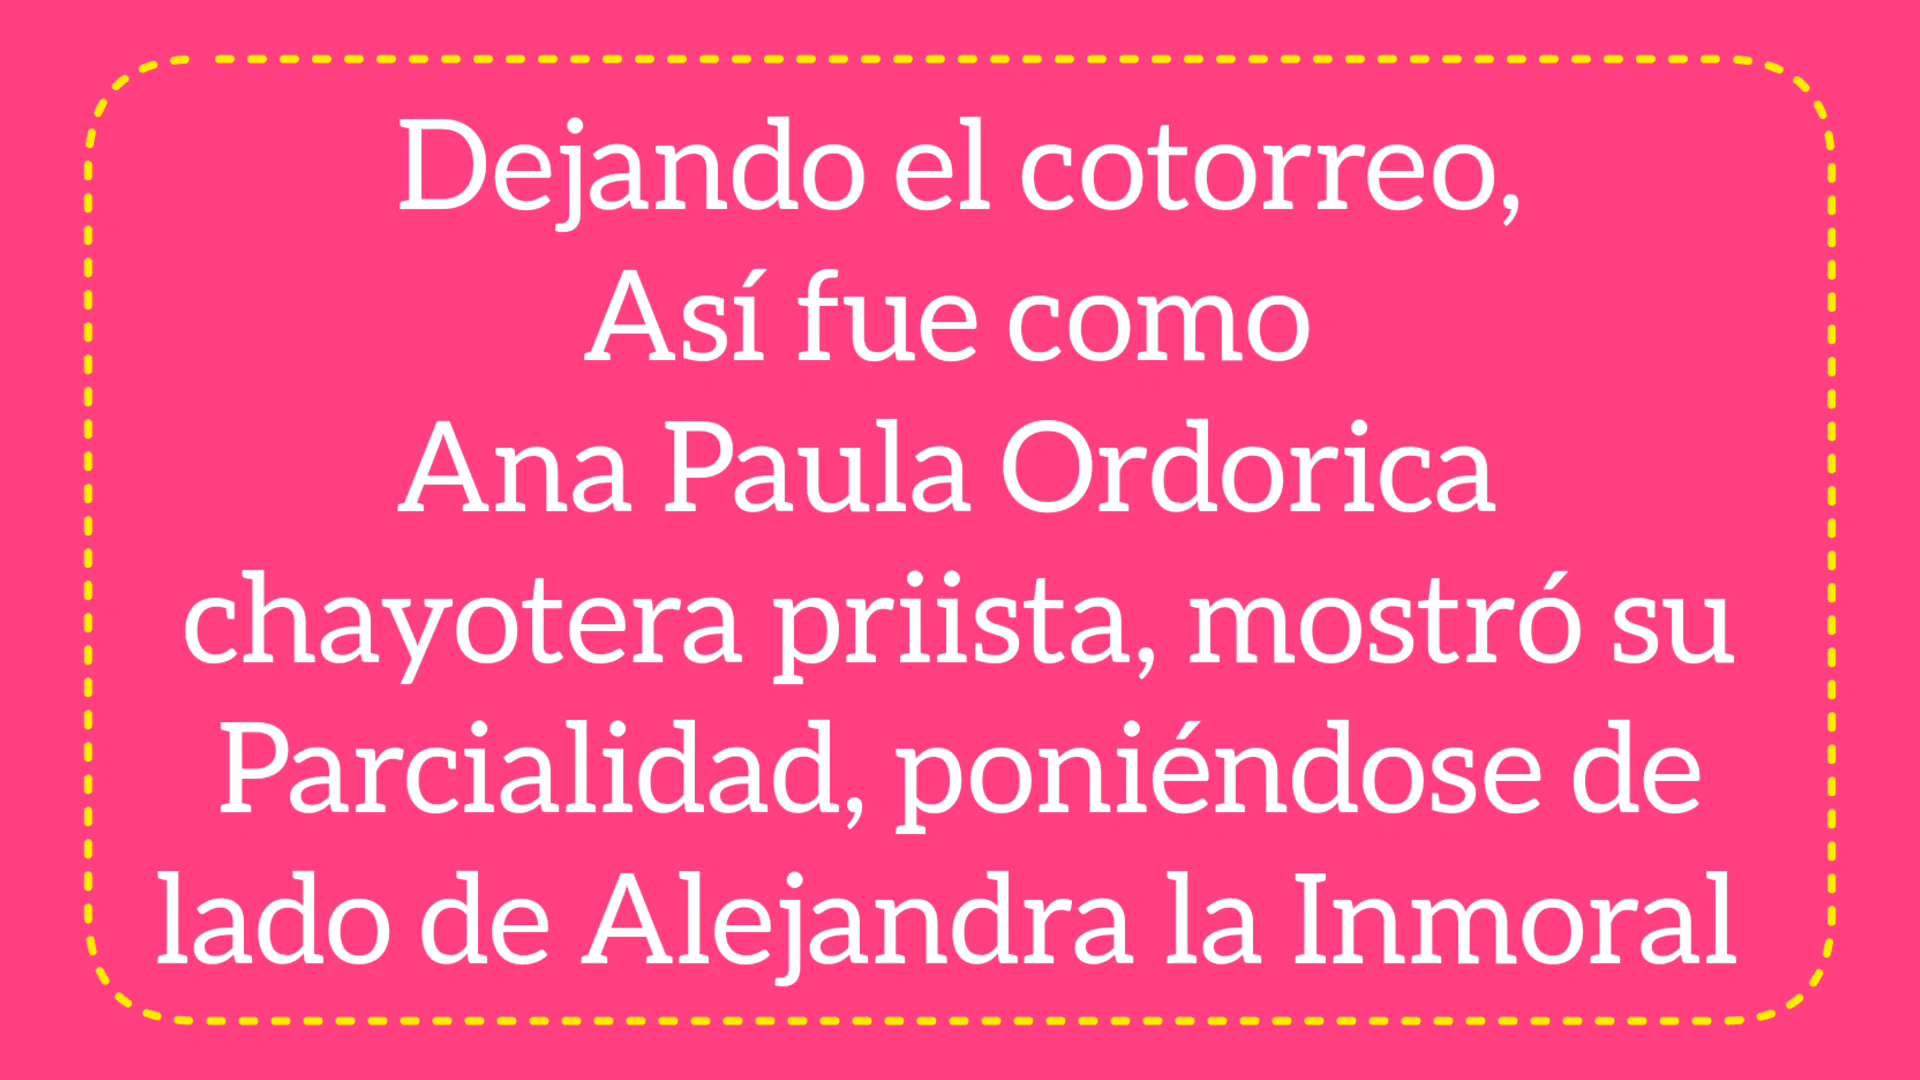 Dejando el cotorreo,
Así fue como
Ana Paula Ordorica
chayotera priista, mostró su
Parcialidad, poniéndose de
lado de Alejandra la Inmoral